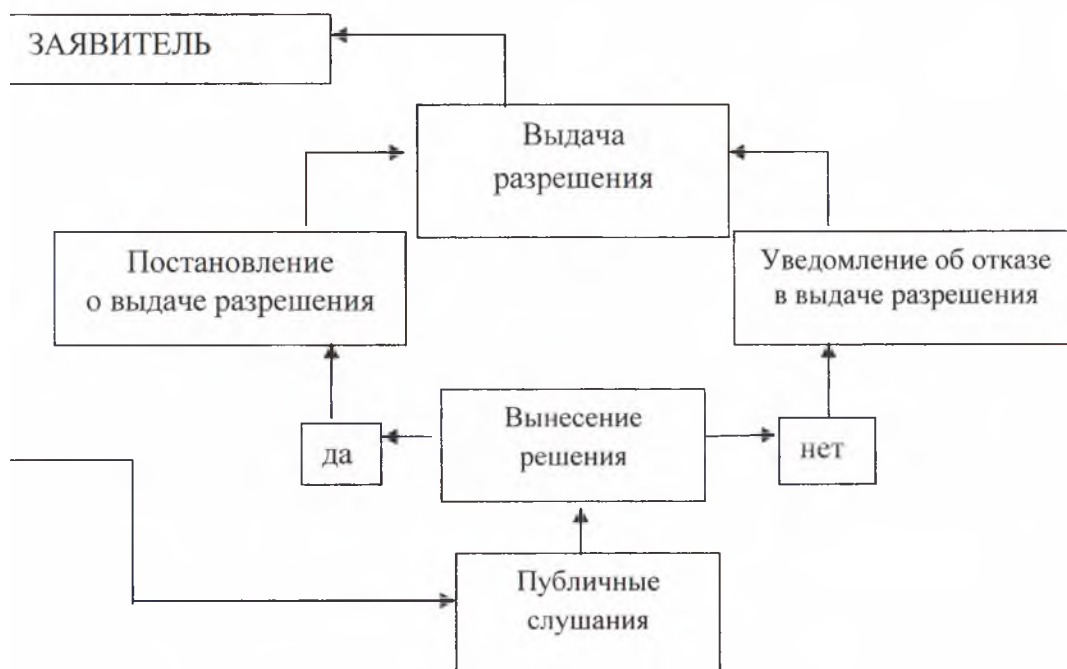 ЗАЯВИТЕЛЬ
Выдача
разрешения
Постановление
о выдаче разрешения
Уведомление об отказе
в выдаче разрешения
да
Вынесение
решения
нет
Публичные
слушания